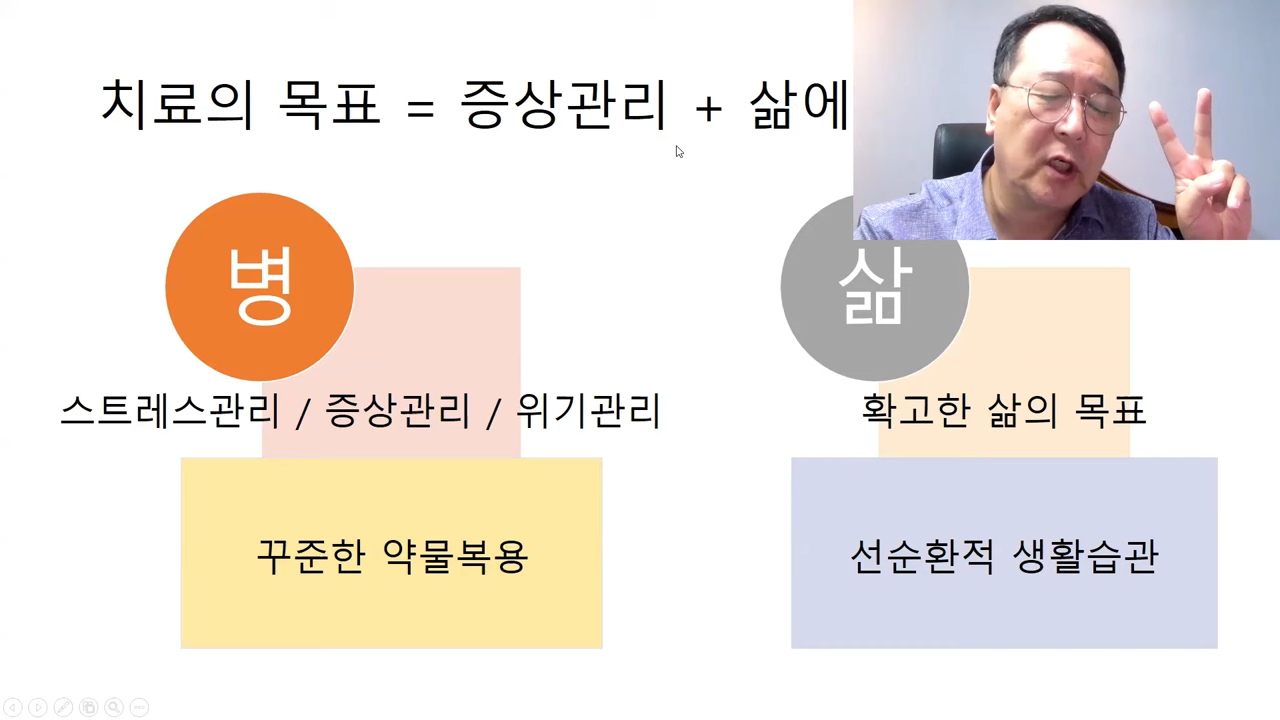 치료의 목표 = 증상관리 + 삶에
병
삶
스트레스관리 / 증상관리 / 위기관리
확고한 삶의 목표
꾸준한 약물복용
선순환적 생활습관